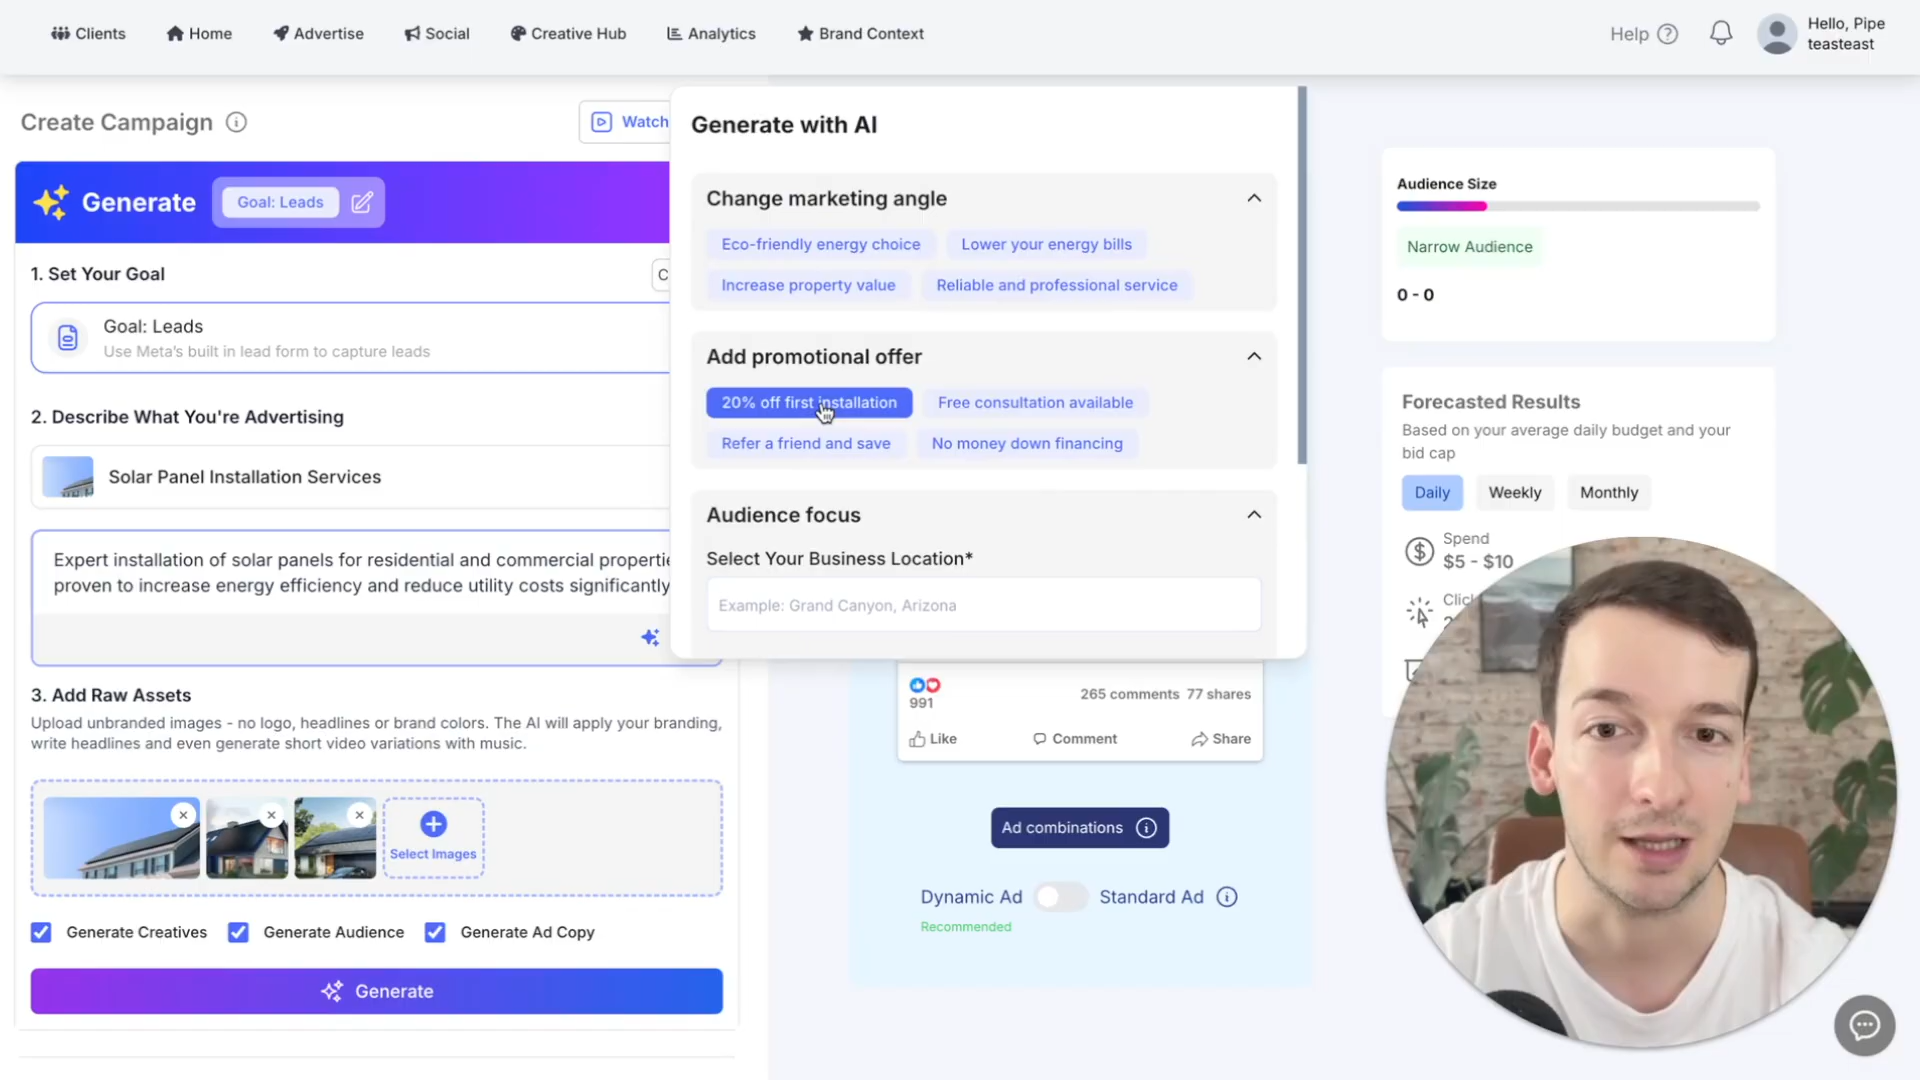 Clients
Home
Advertise
Social
Creative Hub
Analytics
Brand Context
Help
Hello, Pipe
teasteast
Create Campaign
Watch
Generate
Goal: Leads
1. Set Your Goal
Goal: Leads
Use Meta's built in lead form to capture leads
2. Describe What You're Advertising
Solar Panel Installation Services
Expert installation of solar panels for residential and commercial
proven to increase energy efficiency and reduce utility costs significantly
3. Add Raw Assets
Upload unbranded images - no logo, headlines or brand colors. The AI will apply your branding,
write headlines and even generate short video variations with music.
Select Images
Generate Creatives
Generate Audience
Generate Ad Copy
Generate
Generate with AI
Change marketing angle
Eco-friendly energy choice
Lower your energy bills
Increase property value
Reliable and professional service
Add promotional offer
20% off first installation
Free consultation available
Refer a friend and save
No money down financing
Audience focus
Select Your Business Location*
Example: Grand Canyon, Arizona
991
265 comments 77 shares
Like
Comment
Share
Ad combinations
Dynamic Ad
Standard Ad
Recommended
Audience Size
Narrow Audience
0 - 0
Forecasted Results
Based on your average daily budget and your
bid cap
Daily
Weekly
Monthly
Spend
$5 - $10